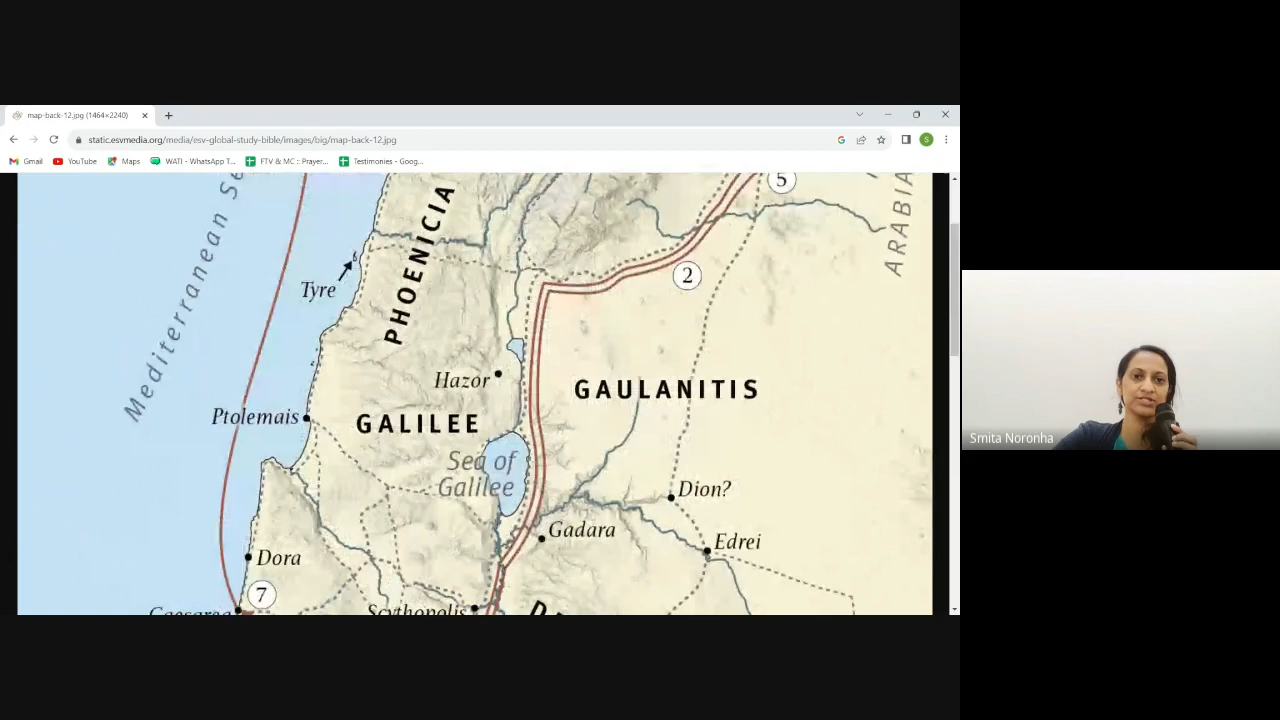 map-back-12.jpg (1464×2240)
static.esvmedia.org/media/esv-global-study-bible/images/big/map-back-12.jpg
G
S
Gmail
YouTube
Maps
WATI - WhatsApp T...
FTV & MC :: Prayer...
Testimonies - Goog...
Mediterranean Se
PHOENICIA
5
ARABIA
Tyre
2
Hazor
GAULANITIS
Ptolemais
GALILEE
Sea of
Galilee
Dion?
Gadara
Edrei
Dora
7
Caesarea
Scythopolis
D
Smita Noronha